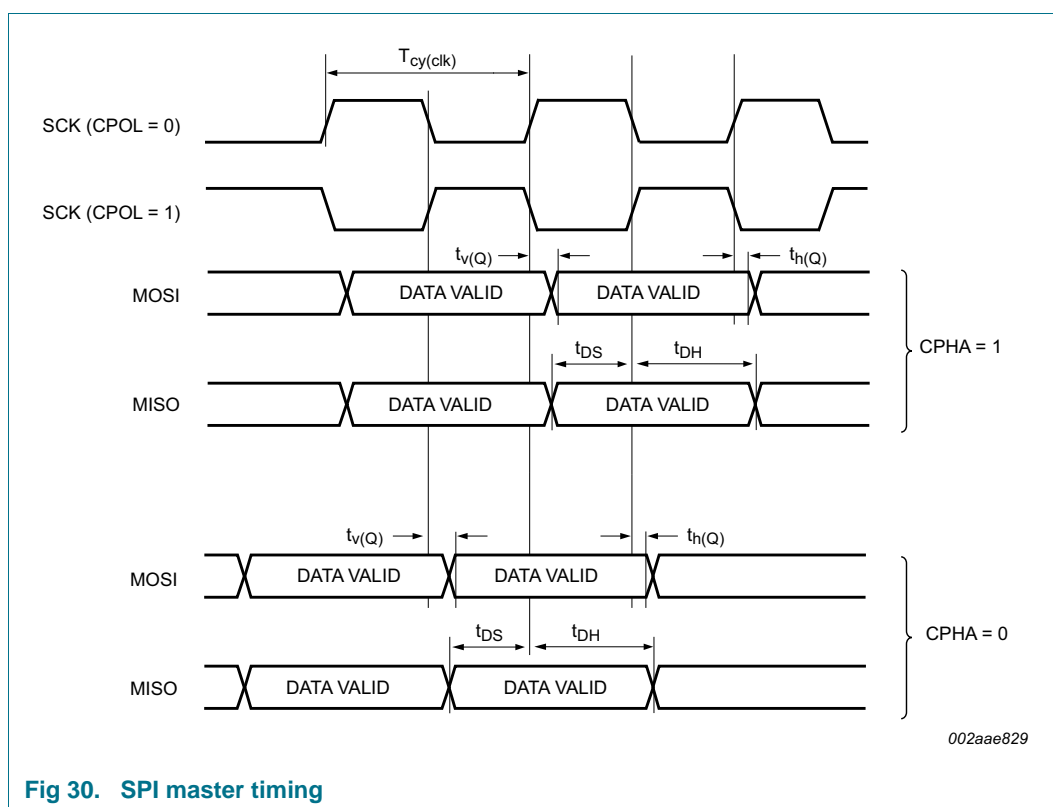 Tcy(clk)
SCK (CPOL = 0)
SCK (CPOL = 1)
tv(Q)
th(Q)
MOSI
DATA VALID
DATA VALID
CPHA = 1
tDS
tDH
MISO
DATA VALID
DATA VALID
tv(Q)
th(Q)
MOSI
DATA VALID
DATA VALID
CPHA = 0
tDS
tDH
MISO
DATA VALID
DATA VALID
002aae829
Fig 30. SPI master timing